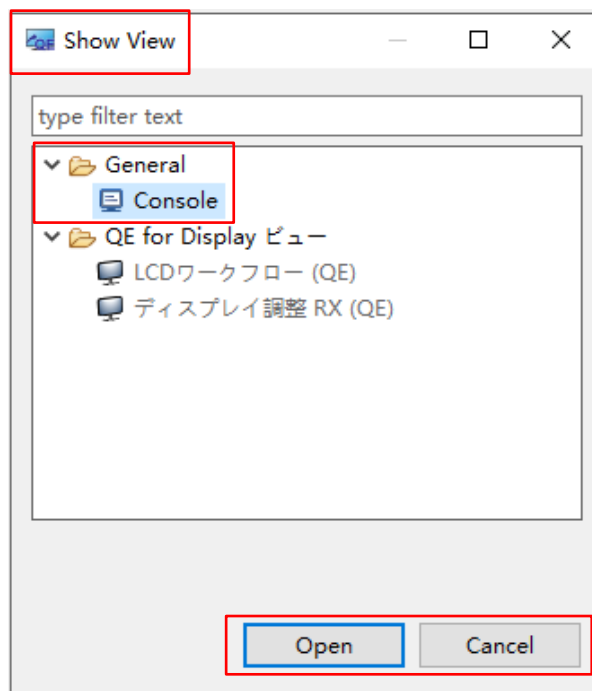 Show View
type filter text
General
Console
QE for Display ビュー
LCDワークフロー (QE)
ディスプレイ調整 RX (QE)
Open Cancel